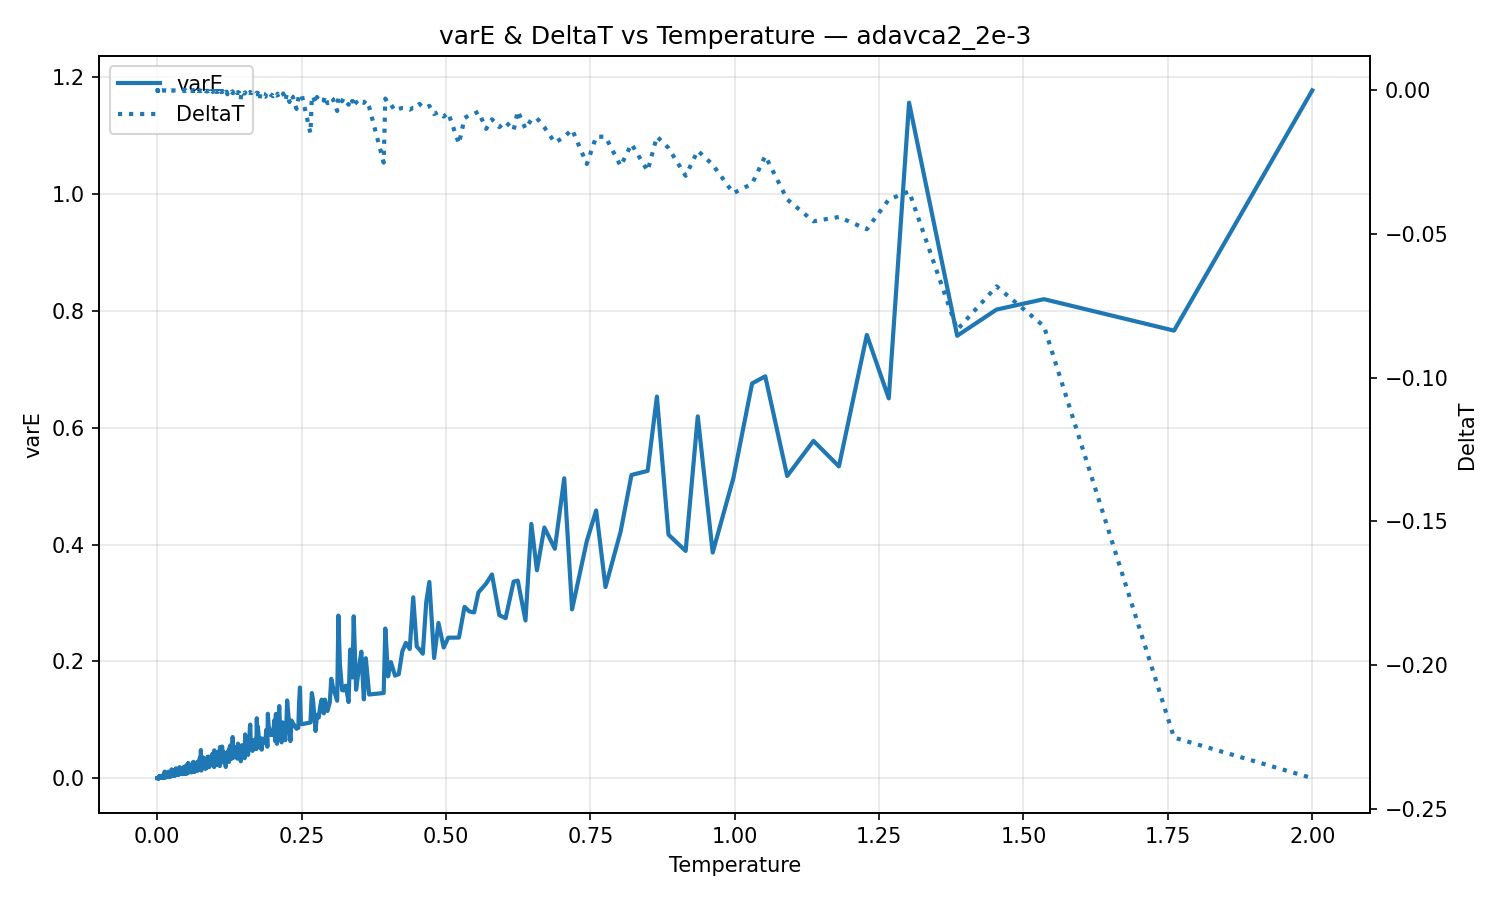 varE & DeltaT vs Temperature — adavca2_2e-3
varE
DeltaT
1.2
1.0
0.8
0.6
0.4
0.2
0.0
varE
0.00
−0.05
−0.10
−0.15
−0.20
−0.25
DeltaT
0.00 0.25 0.50 0.75 1.00 1.25 1.50 1.75 2.00
Temperature